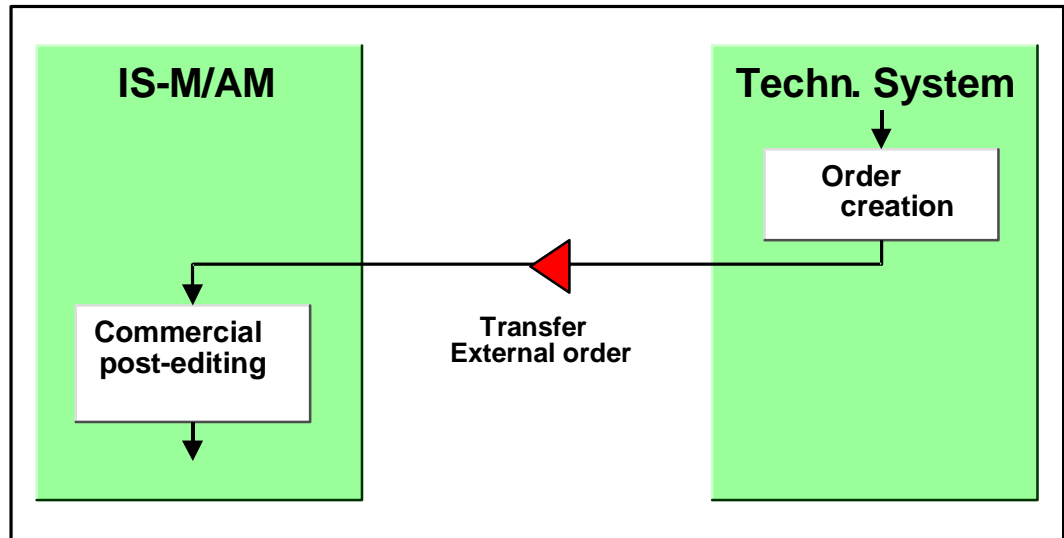 IS-M/AM
Techn. System
Order
creation
Commercial
post-editing
Transfer
External order